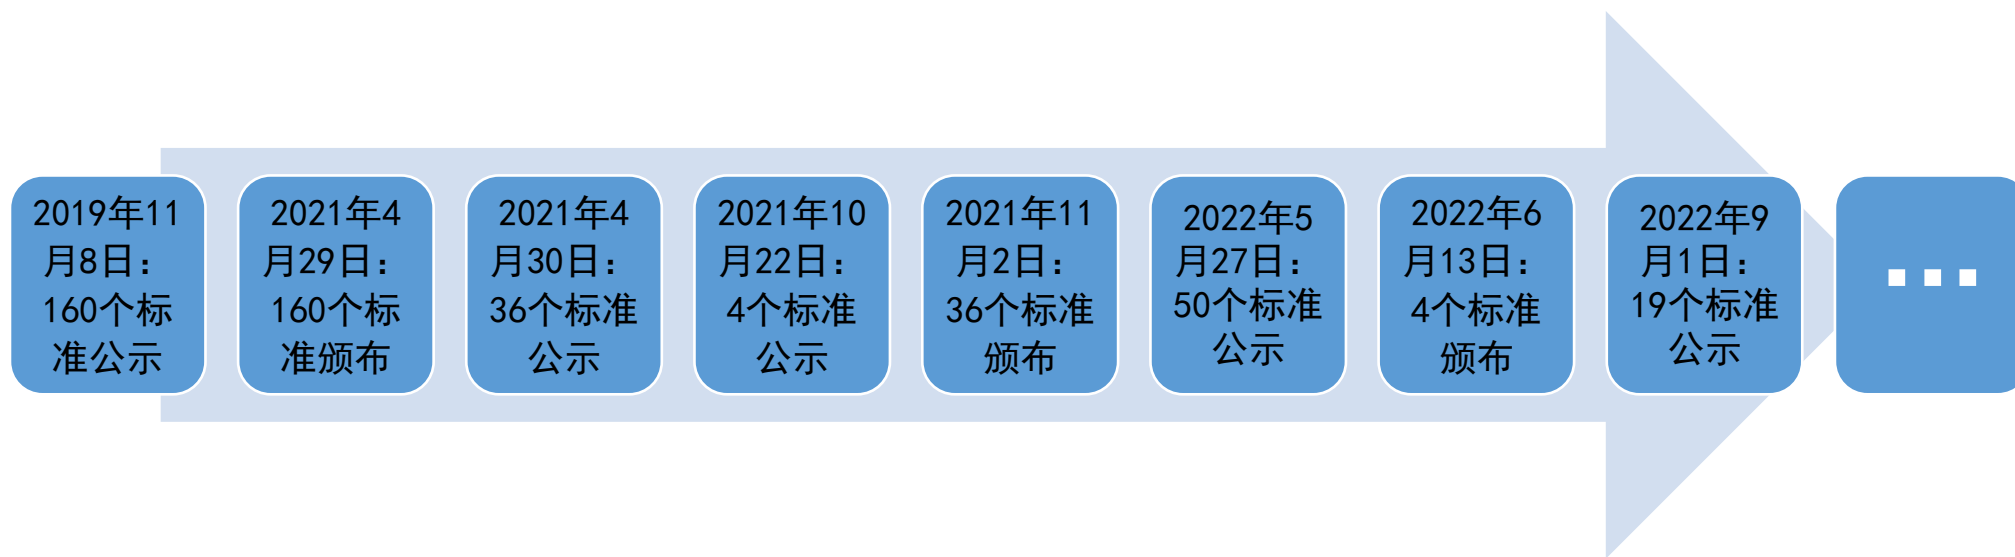 2019年11
月8日：
160个标
准公示
2021年4
月29日：
160个标
准颁布
2021年4
月30日：
36个标准
公示
2021年10
月22日：
4个标准
公示
2021年11
月2日：
36个标准
颁布
2022年5
月27日：
50个标准
公示
2022年6
月13日：
4个标准
颁布
2022年9
月1日：
19个标准
公示
…